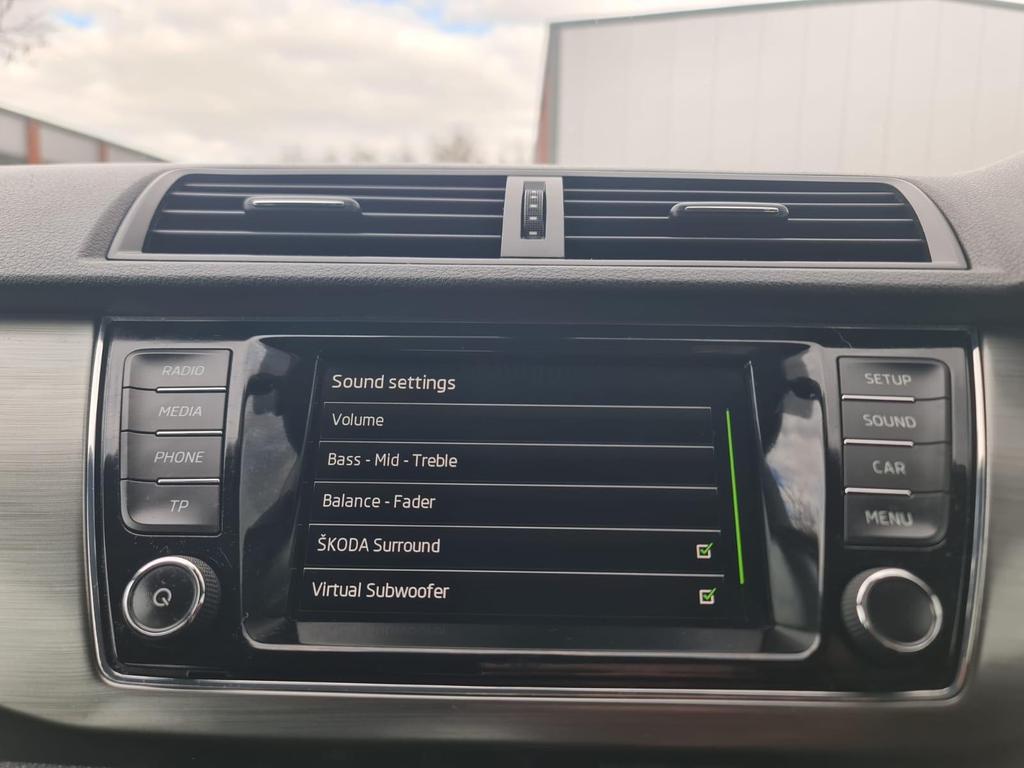 RADIO
MEDIA
PHONE
TP
Sound settings
Volume
Bass - Mid - Treble
Balance - Fader
ŠKODA Surround
Virtual Subwoofer
SETUP
SOUND
CAR
MENU